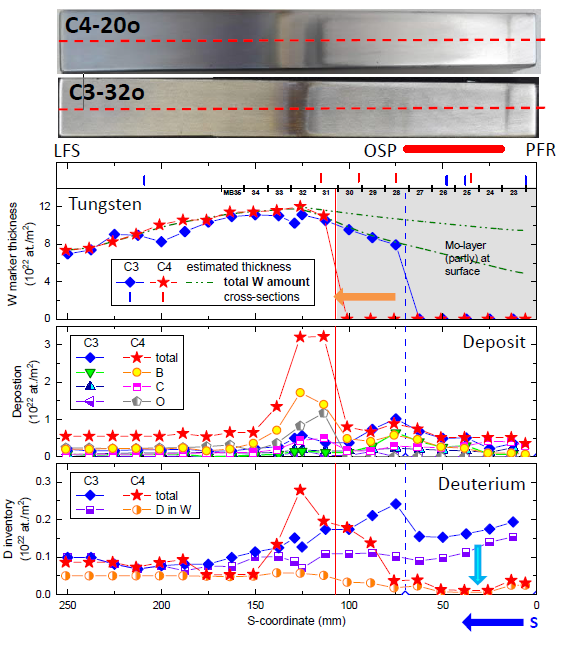 C4-20o
C3-32o
LFS OSP PFR
MB35 34 33 32 31 30 29 28 27 26 25 24 23
Tungsten
W marker thickness
(10²² at./m²)
12
8
4
0
Mo-layer
(partly) at
surface
C3 C4 estimated thickness
total W amount
cross-sections
Deposit
Depostion
(10²² at./m²)
3
2
1
0
C3 C4
total
B
C
O
Deuterium
D inventory
(10²² at./m²)
0.3
0.2
0.1
0.0
C3 C4
total
D in W
250 200 150 100 50 0
S-coordinate (mm)
S